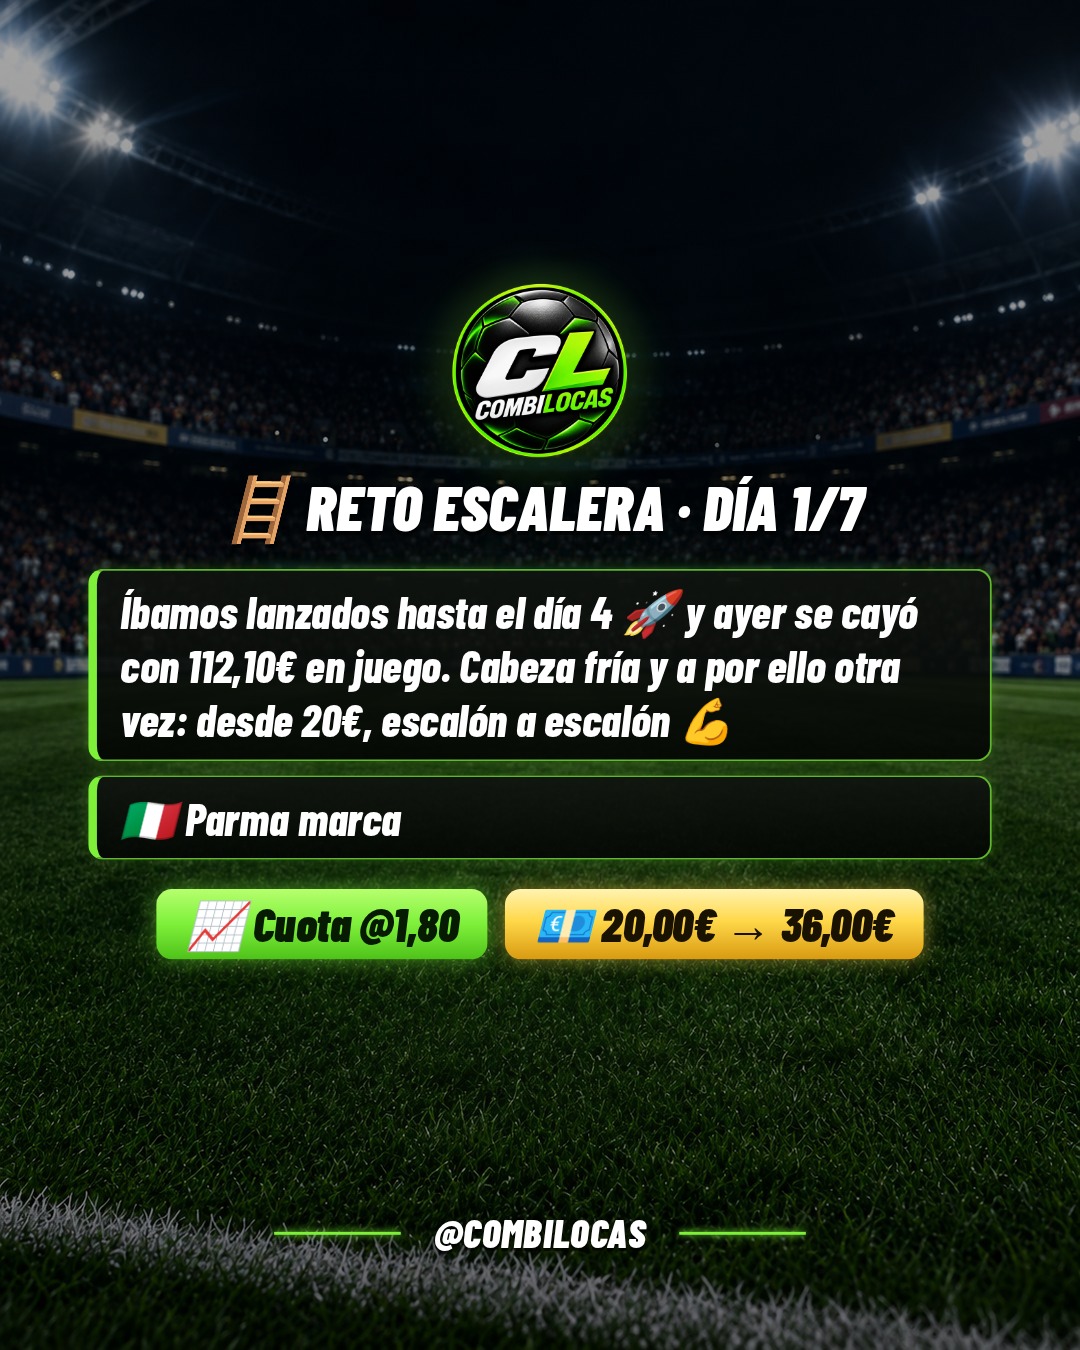 CL
COMBILOCAS
🪜 RETO ESCALERA · DÍA 1/7
Íbamos lanzados hasta el día 4 🚀 y ayer se cayó
con 112,10€ en juego. Cabeza fría y a por ello otra
vez: desde 20€, escalón a escalón 💪
🇮🇹 Parma marca
📈 Cuota @1,80
💶 20,00€ → 36,00€
@COMBILOCAS